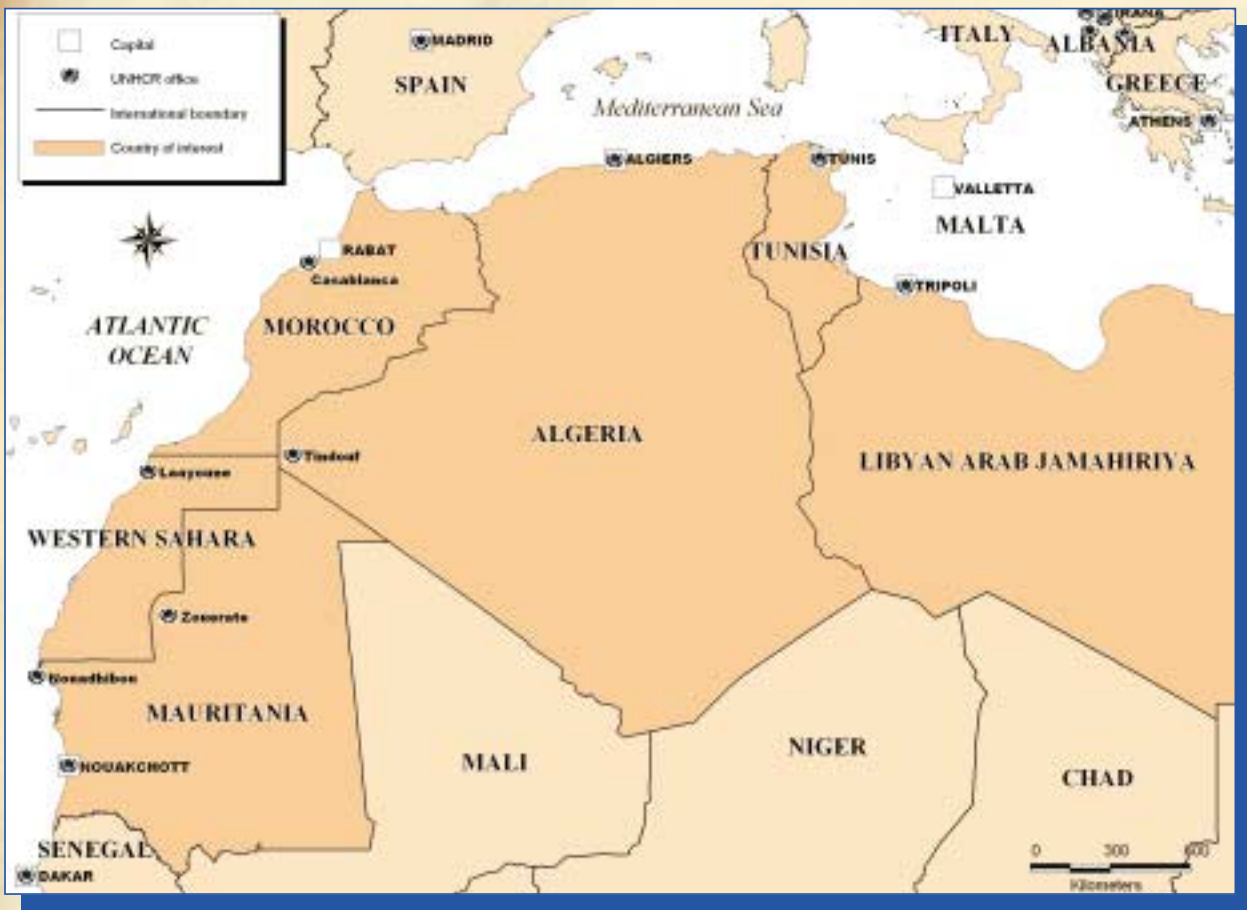 Capital
UNHCR office
International boundary
Country of interest
MADRID
SPAIN
Mediterranean Sea
ITALY
TIRANA
ALBANIA
GREECE
ATHENS
ALGIERS
TUNIS
VALLETTA
MALTA
TUNISIA
RABAT
Casablanca
TRIPOLI
ATLANTIC
OCEAN
MOROCCO
ALGERIA
Tindouf
LIBYAN ARAB JAMAHIRIYA
Laayoune
WESTERN SAHARA
Zouerate
Nouadhibou
MAURITANIA
NOUAKCHOTT
MALI
NIGER
CHAD
SENEGAL
DAKAR
0 300 600
Kilometers